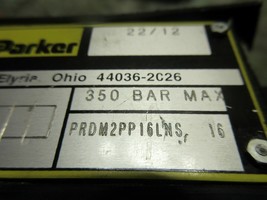 Parker
22/12
Elyria, Ohio 44036-2C26
350 BAR MAX
PRDM2PP16LNS, 16